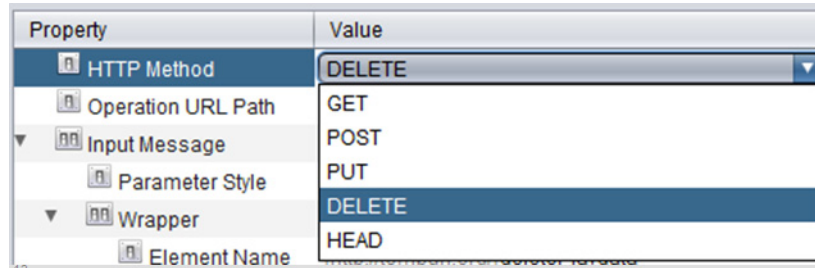 Property Value
HTTP Method DELETE
Operation URL Path GET
Input Message POST
Parameter Style PUT
Wrapper DELETE
Element Name HEAD